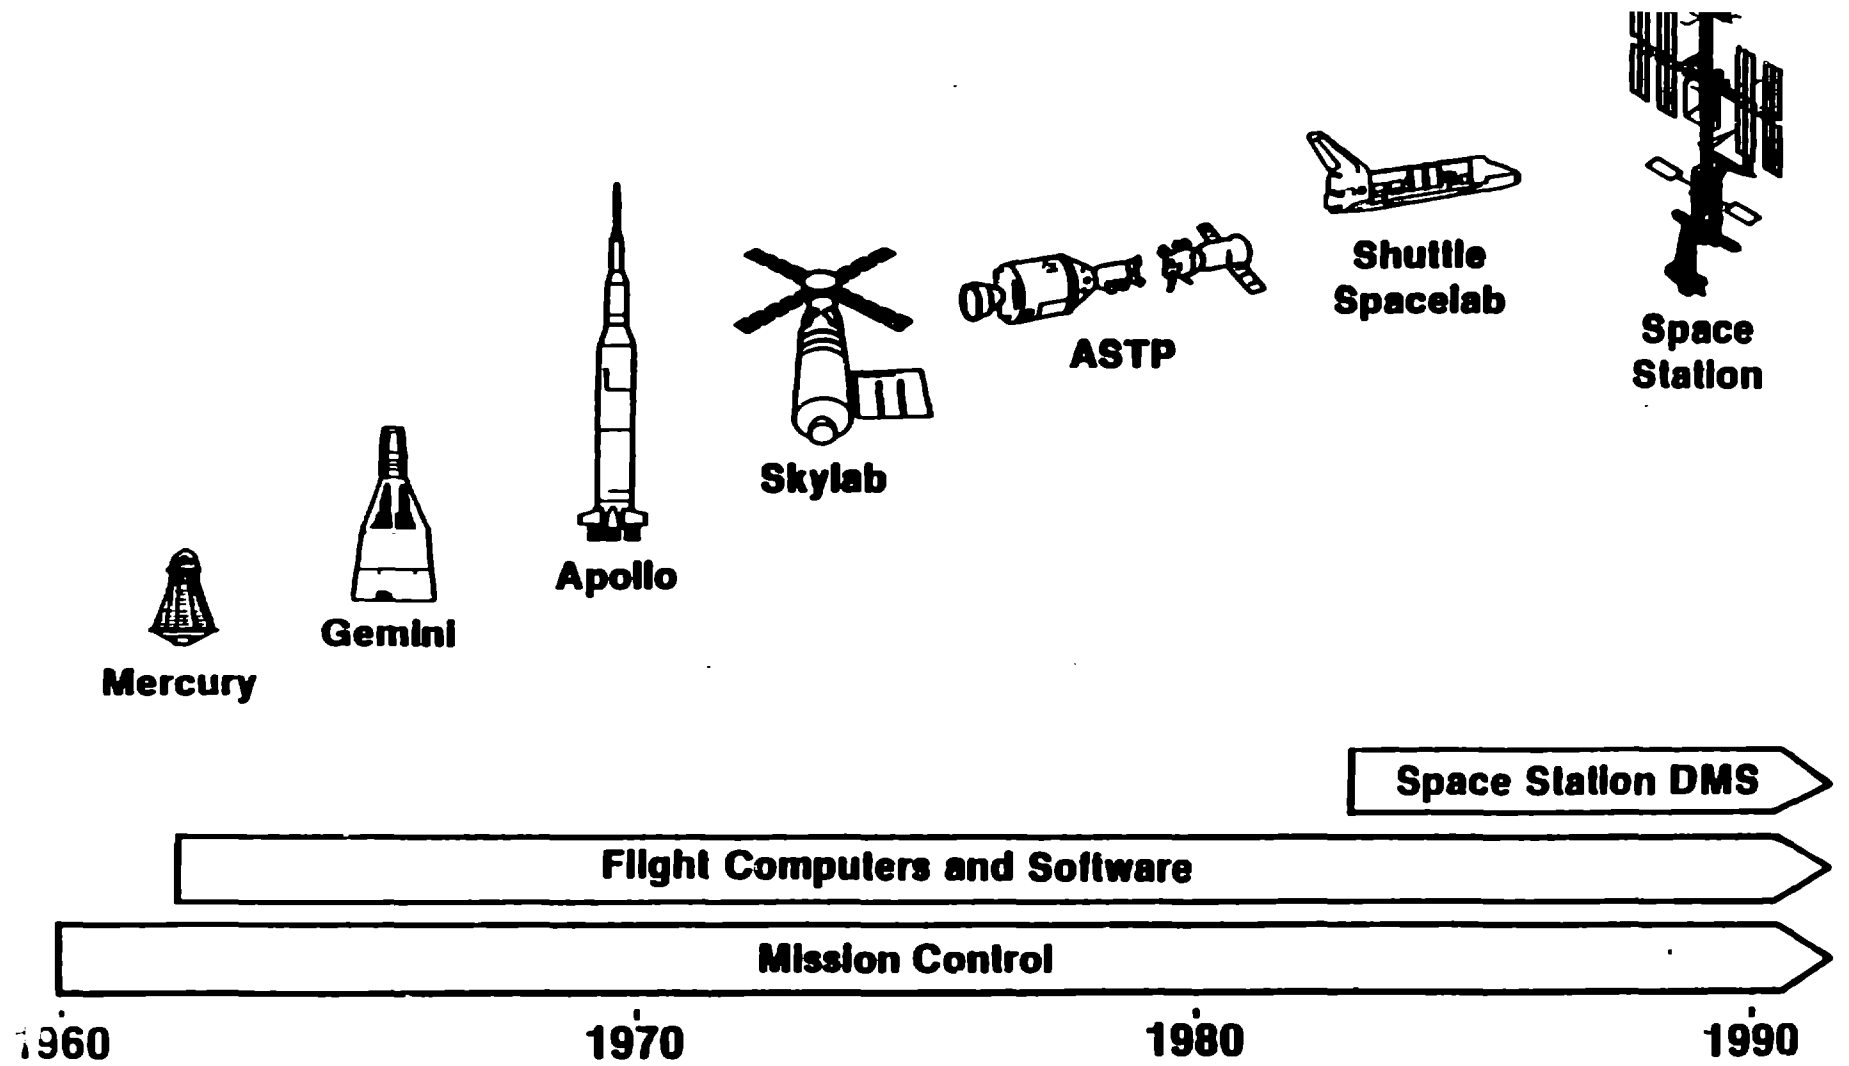 Shuttle
Spacelab
Space
Station
ASTP
Skylab
Apollo
Gemini
Mercury
Space Station DMS
Flight Computers and Software
Mission Control
1960 1970 1980 1990